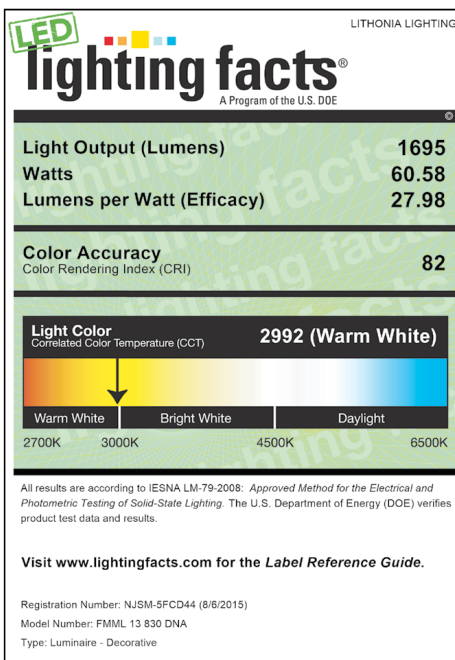 LITHONIA LIGHTING
LED
lighting facts®
A Program of the U.S. DOE
©
Light Output (Lumens) 1695
Watts 60.58
Lumens per Watt (Efficacy) 27.98
Color Accuracy
Color Rendering Index (CRI) 82
Light Color
Correlated Color Temperature (CCT) 2992 (Warm White)
Warm White Bright White Daylight
2700K 3000K 4500K 6500K
All results are according to IESNA LM-79-2008: Approved Method for the Electrical and
Photometric Testing of Solid-State Lighting. The U.S. Department of Energy (DOE) verifies
product test data and results.
Visit www.lightingfacts.com for the Label Reference Guide.
Registration Number: NJSM-5FCD44 (8/6/2015)
Model Number: FMML 13 830 DNA
Type: Luminaire - Decorative